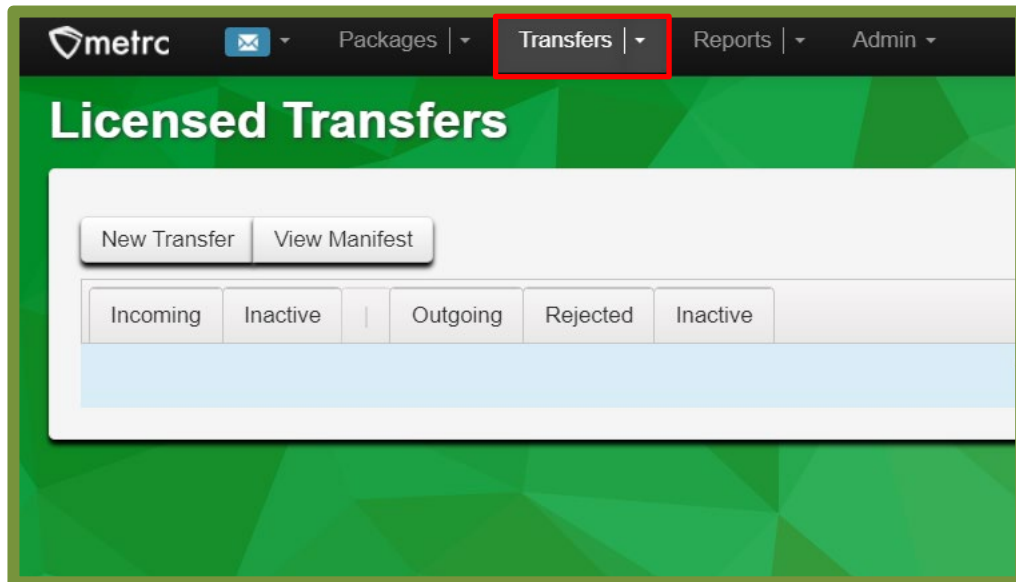 metrc Packages | Transfers | Reports | Admin
Licensed Transfers
New Transfer View Manifest
Incoming Inactive | Outgoing Rejected Inactive